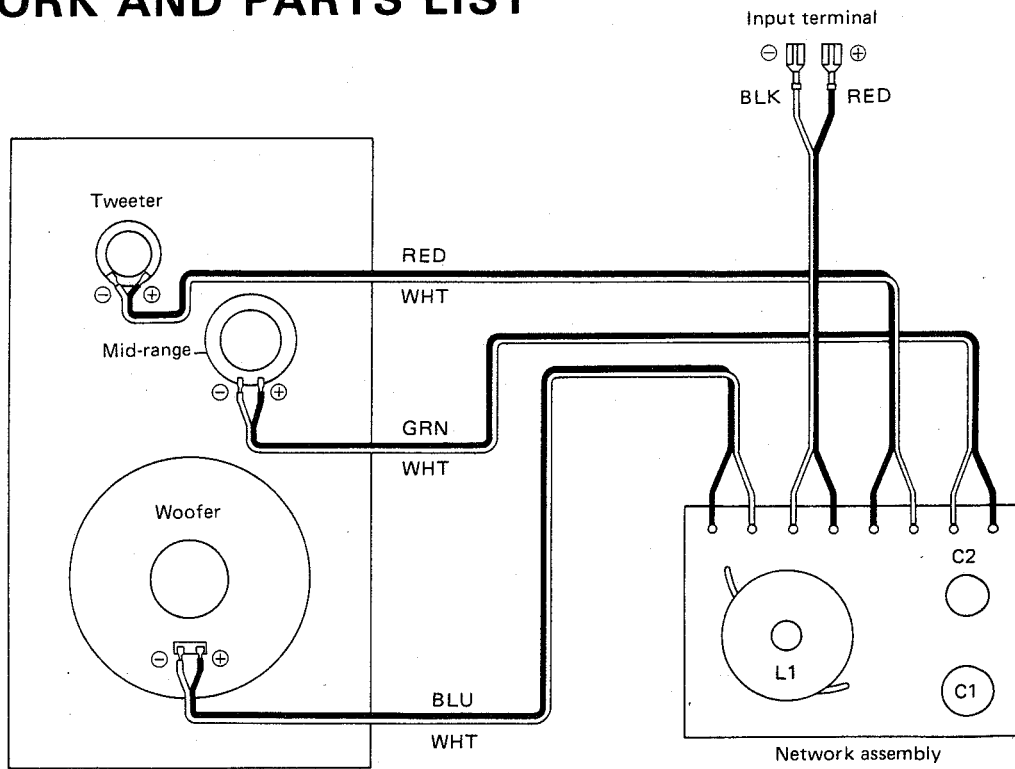 ORK AND PARTS LIST
Input terminal
⊖ ⊕
BLK RED
Tweeter
⊖ ⊕
RED
WHT
Mid-range
⊖ ⊕
GRN
WHT
Woofer
⊖ ⊕
BLU
WHT
C2
L1
C1
Network assembly